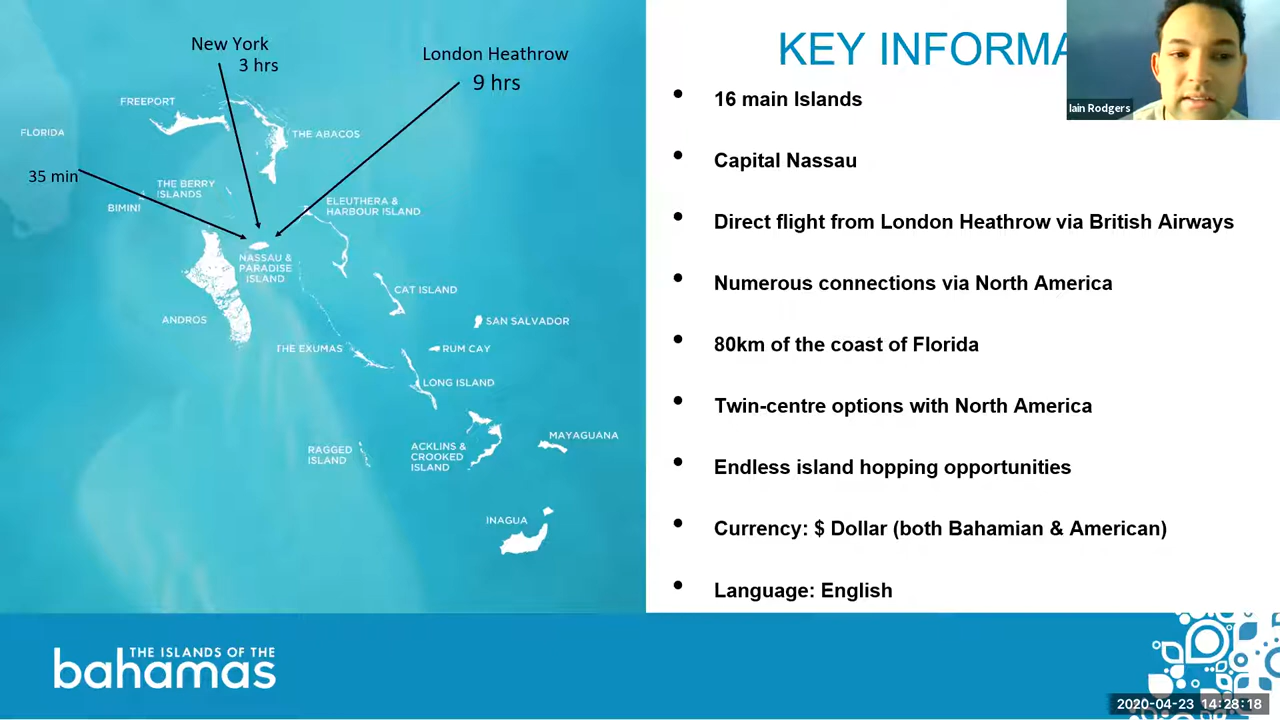 New York
3 hrs
London Heathrow
9 hrs
FREEPORT
THE ABACOS
FLORIDA
35 min
THE BERRY
ISLANDS
BIMINI
ELEUTHERA &
HARBOUR ISLAND
NASSAU &
PARADISE
ISLAND
CAT ISLAND
ANDROS
SAN SALVADOR
THE EXUMAS
RUM CAY
LONG ISLAND
RAGGED
ISLAND
ACKLINS &
CROOKED
ISLAND
MAYAGUANA
INAGUA
KEY INFORMA
Iain Rodgers
• 16 main Islands
• Capital Nassau
• Direct flight from London Heathrow via British Airways
• Numerous connections via North America
• 80km of the coast of Florida
• Twin-centre options with North America
• Endless island hopping opportunities
• Currency: $ Dollar (both Bahamian & American)
• Language: English
THE ISLANDS OF THE
bahamas
2020-04-23 14:28:18